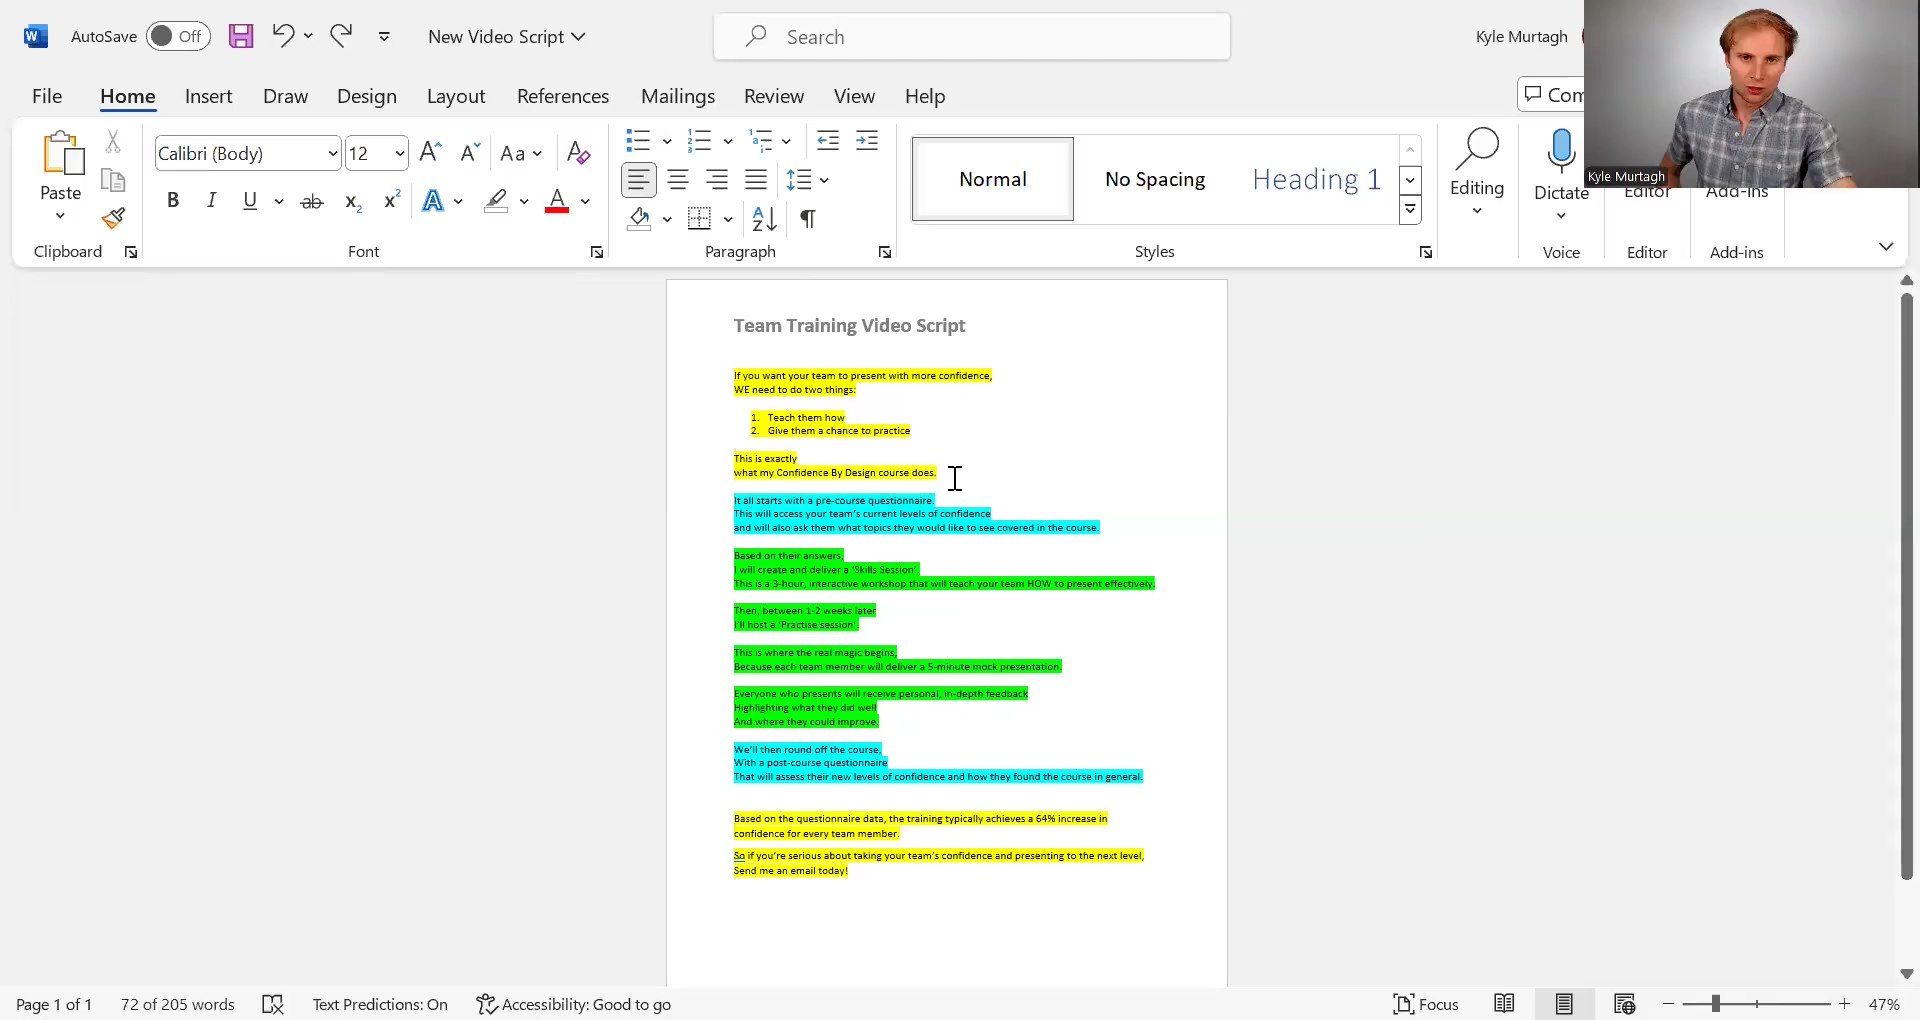 AutoSave Off New Video Script Search Kyle Murtagh
File Home Insert Draw Design Layout References Mailings Review View Help Com
Kyle Murtagh
Paste Calibri (Body) 12 Aa Normal No Spacing Heading 1 Editing Dictate Editor Add-ins
Clipboard Font Paragraph Styles Voice Editor Add-ins
Team Training Video Script
If you want your team to present with more confidence,
WE need to do two things:
1. Teach them how
2. Give them a chance to practice
This is exactly
what my Confidence By Design course does.
It all starts with a pre-course questionnaire.
This will access your team's current levels of confidence
and will also ask them what topics they would like to see covered in the course.
Based on their answers,
I will create and deliver a 'Skills Session'.
This is a 3-hour, interactive workshop that will teach your team HOW to present effectively.
Then, between 1-2 weeks later
I'll host a 'Practise session'.
This is where the real magic begins,
Because each team member will deliver a 5-minute mock presentation.
Everyone who presents will receive personal, in-depth feedback
Highlighting what they did well
And where they could improve.
We'll then round off the course,
With a post-course questionnaire
That will assess their new levels of confidence and how they found the course in general.
Based on the questionnaire data, the training typically achieves a 64% increase in
confidence for every team member.
So if you're serious about taking your team's confidence and presenting to the next level,
Send me an email today!
Page 1 of 1 72 of 205 words Text Predictions: On Accessibility: Good to go Focus 47%